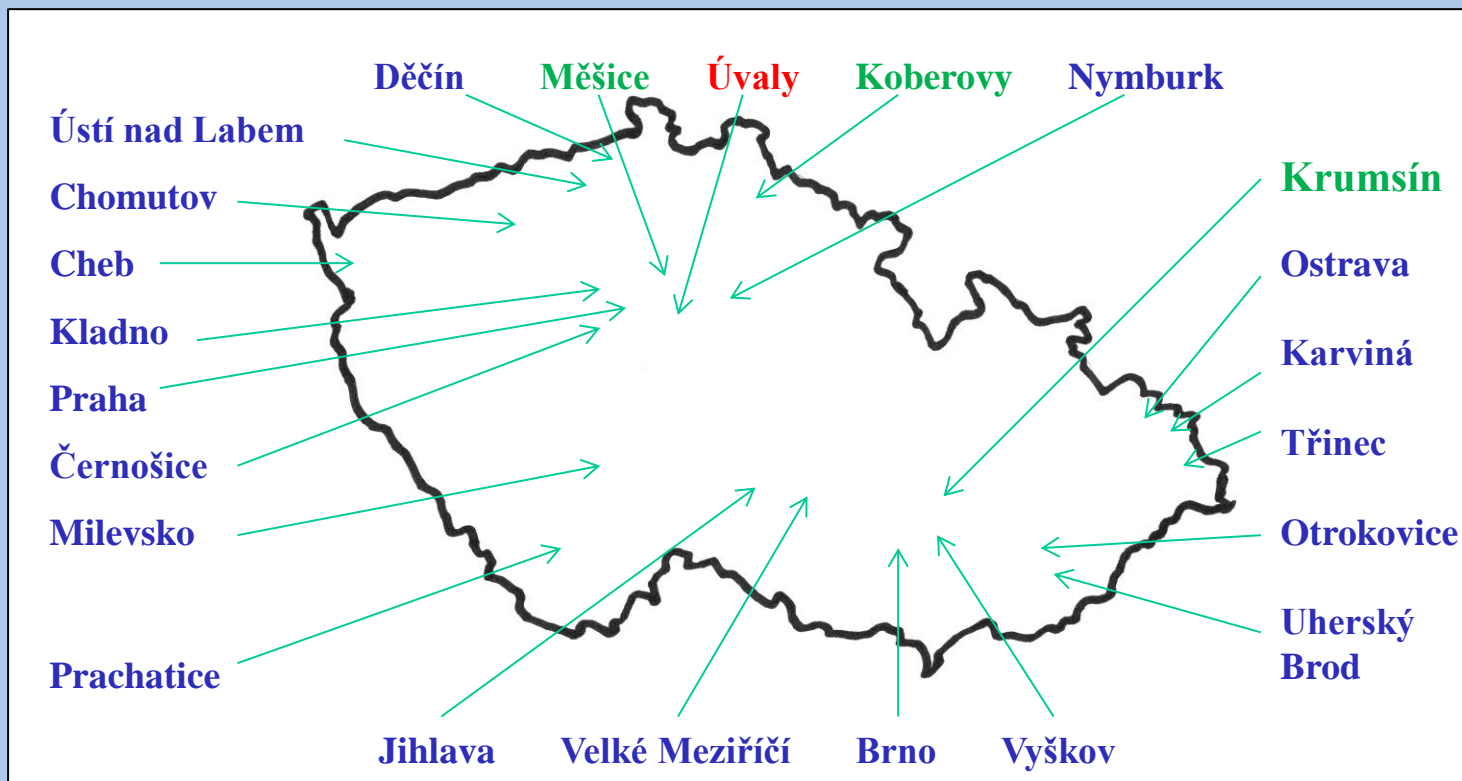 Děčín
Měšice
Úvaly
Koberovy
Nymburk
Ústí nad Labem
Chomutov
Cheb
Kladno
Praha
Černošice
Milevsko
Prachatice
Krumsín
Ostrava
Karviná
Třinec
Otrokovice
Uherský
Brod
Jihlava
Velké Meziříčí
Brno
Vyškov